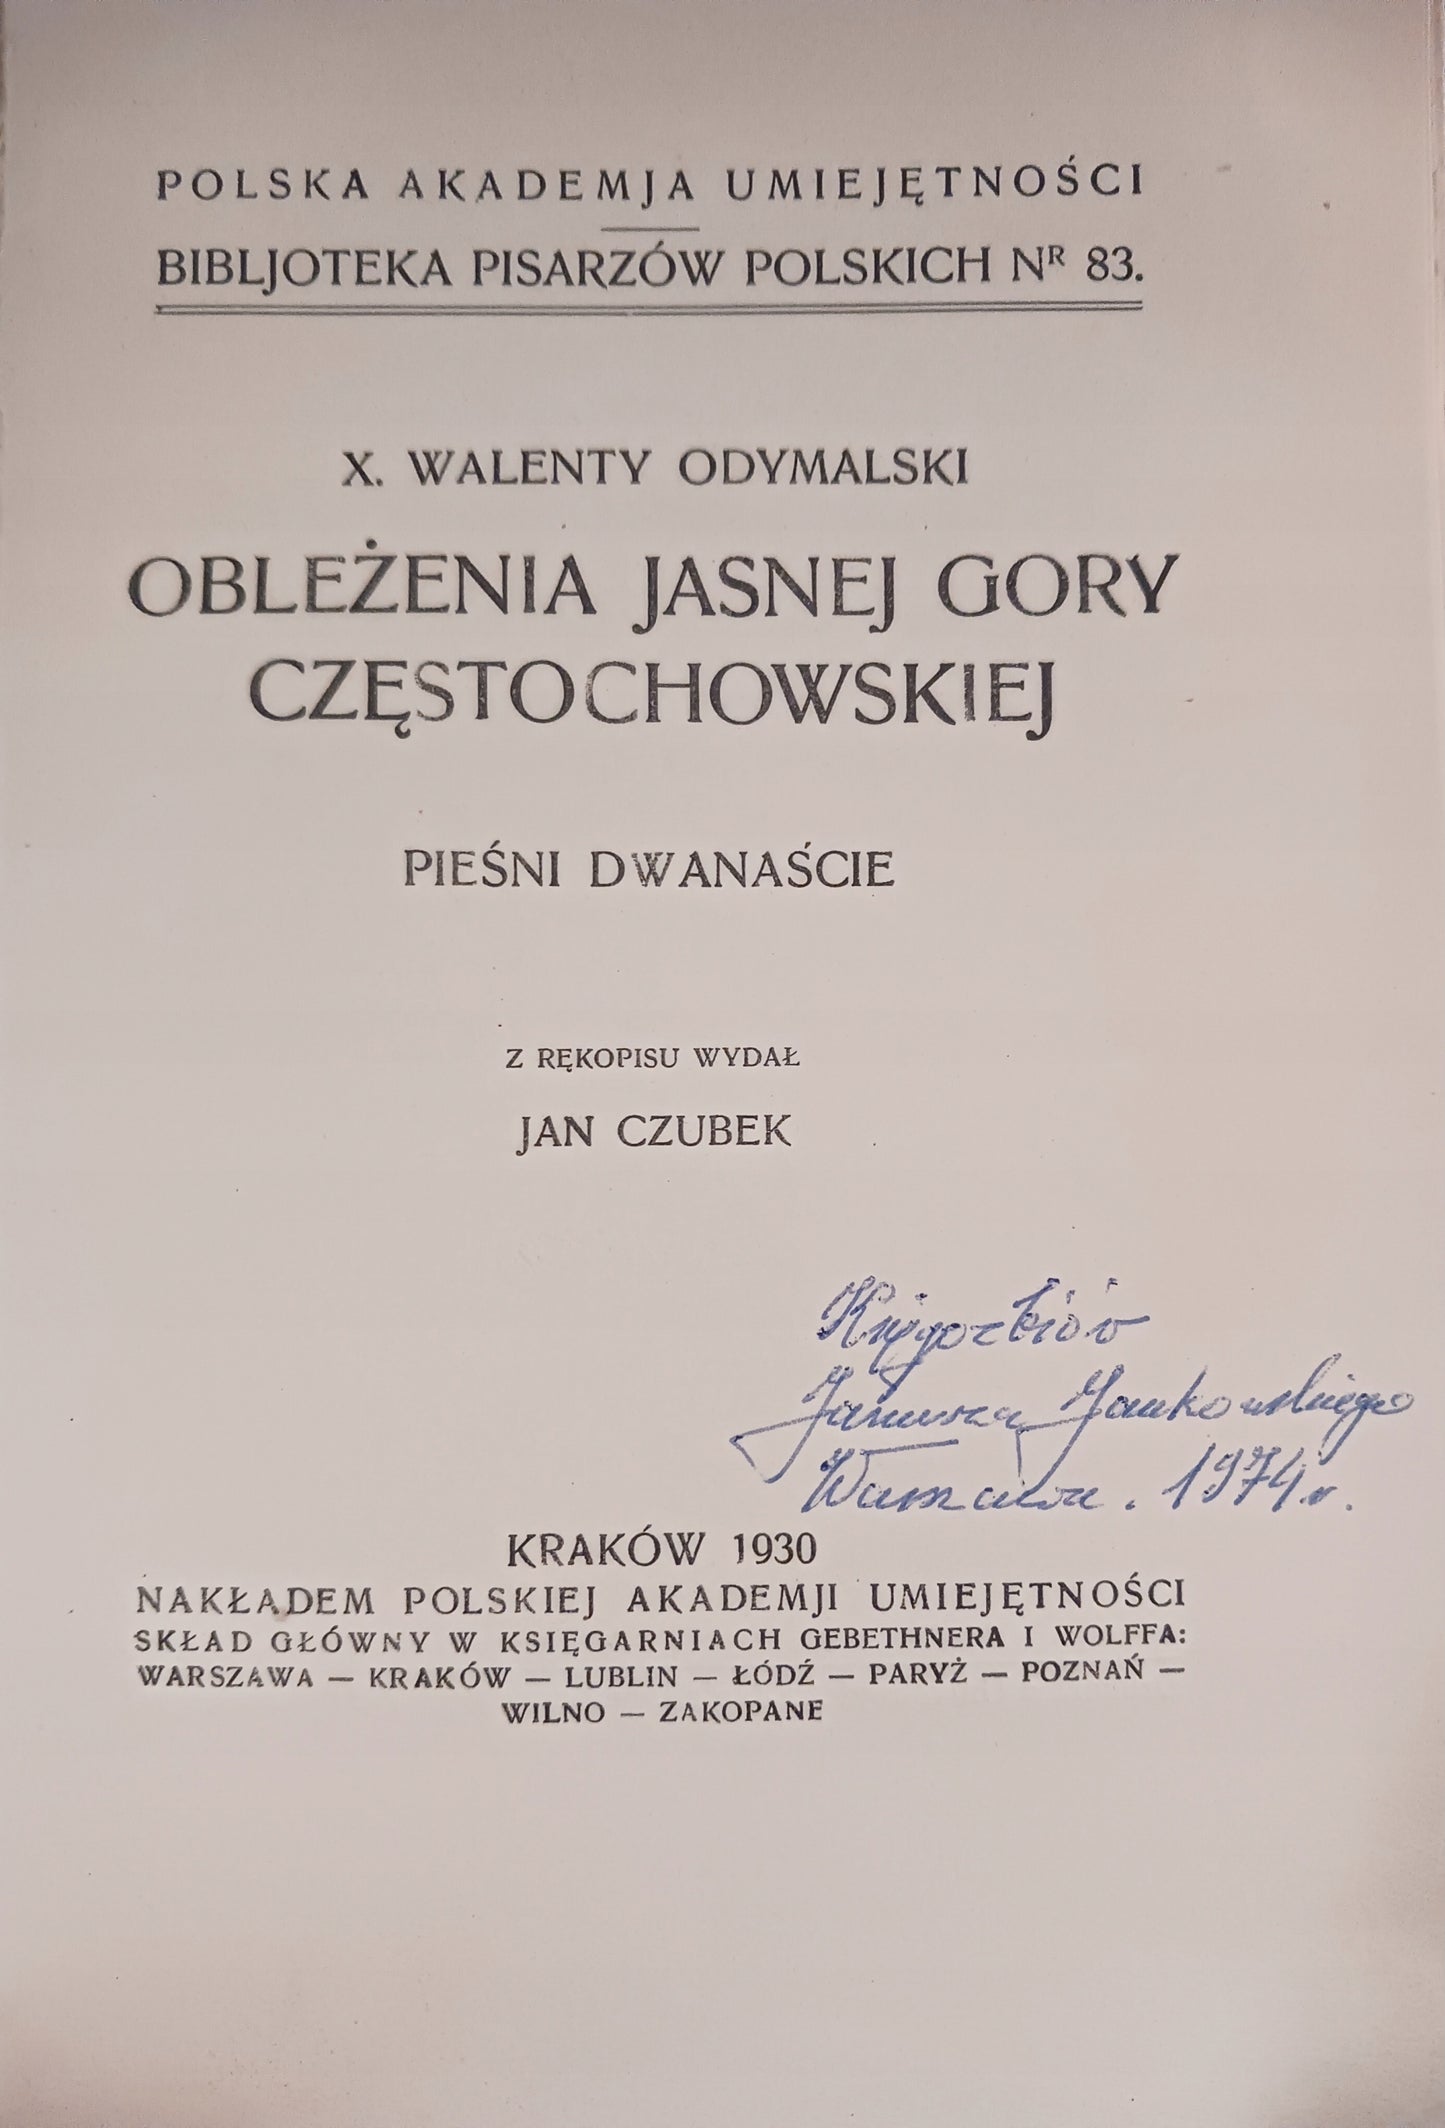 POLSKA AKADEMJA UMIEJĘTNOŚCI
BIBLJOTEKA PISARZÓW POLSKICH NR 83.
X. WALENTY ODYMALSKI
OBLEŻENIA JASNEJ GORY
CZĘSTOCHOWSKIEJ
PIEŚNI DWANAŚCIE
Z RĘKOPISU WYDAŁ
JAN CZUBEK
Księgozbiór
Janusza Jankowskiego
Warszawa. 1974 r.
KRAKÓW 1930
NAKŁADEM POLSKIEJ AKADEMJI UMIEJĘTNOŚCI
SKŁAD GŁÓWNY W KSIĘGARNIACH GEBETHNERA I WOLFFA:
WARSZAWA — KRAKÓW — LUBLIN — ŁÓDŹ — PARYŻ — POZNAŃ —
WILNO — ZAKOPANE